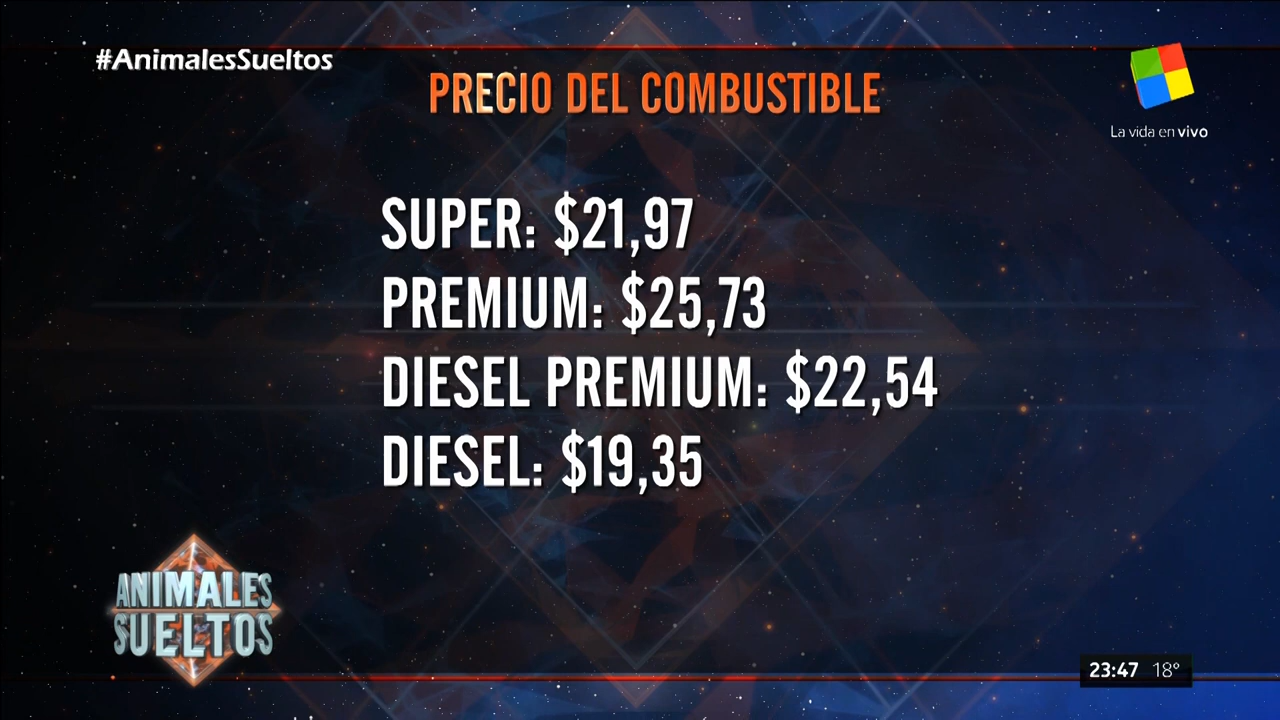 #AnimalesSueltos
PRECIO DEL COMBUSTIBLE
La vida en vivo
SUPER: $21,97
PREMIUM: $25,73
DIESEL PREMIUM: $22,54
DIESEL: $19,35
ANIMALES
SUELTOS
23:47 18°